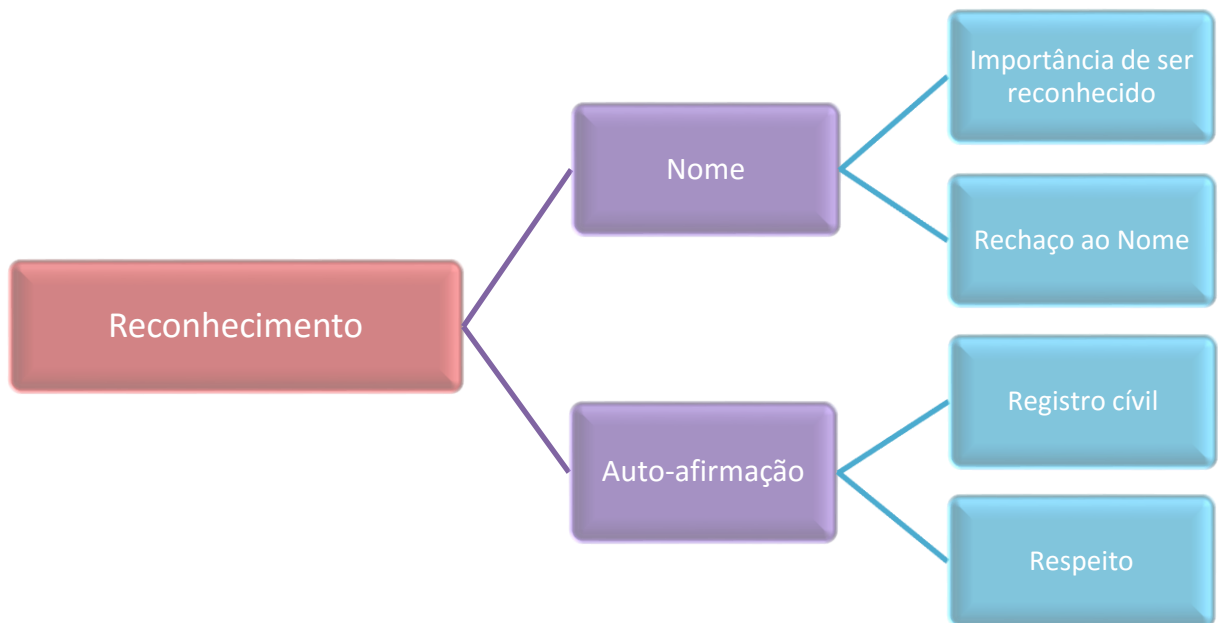 Reconhecimento
Nome
Importância de ser
reconhecido
Rechaço ao Nome
Auto-afirmação
Registro cívil
Respeito